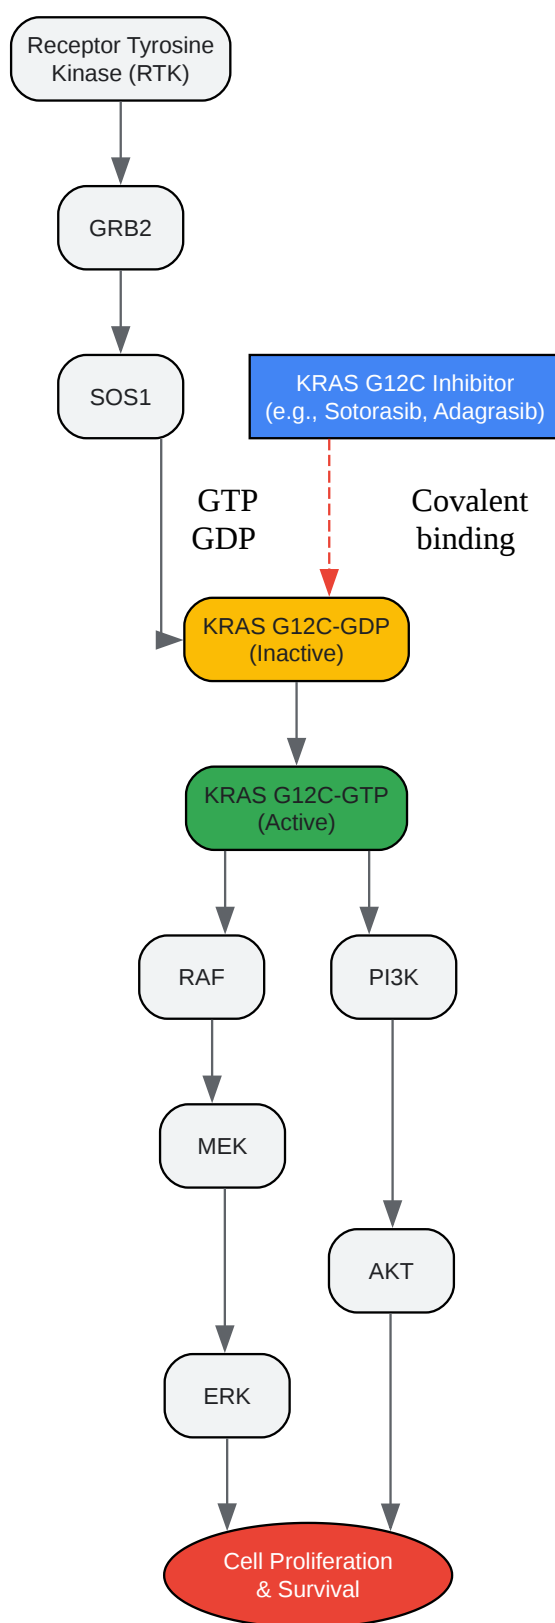 Receptor Tyrosine
Kinase (RTK)
GRB2
SOS1
KRAS G12C Inhibitor
(e.g., Sotorasib, Adagrasib)
GTP
GDP
Covalent
binding
KRAS G12C-GDP
(Inactive)
KRAS G12C-GTP
(Active)
RAF
PI3K
MEK
AKT
ERK
Cell Proliferation
& Survival